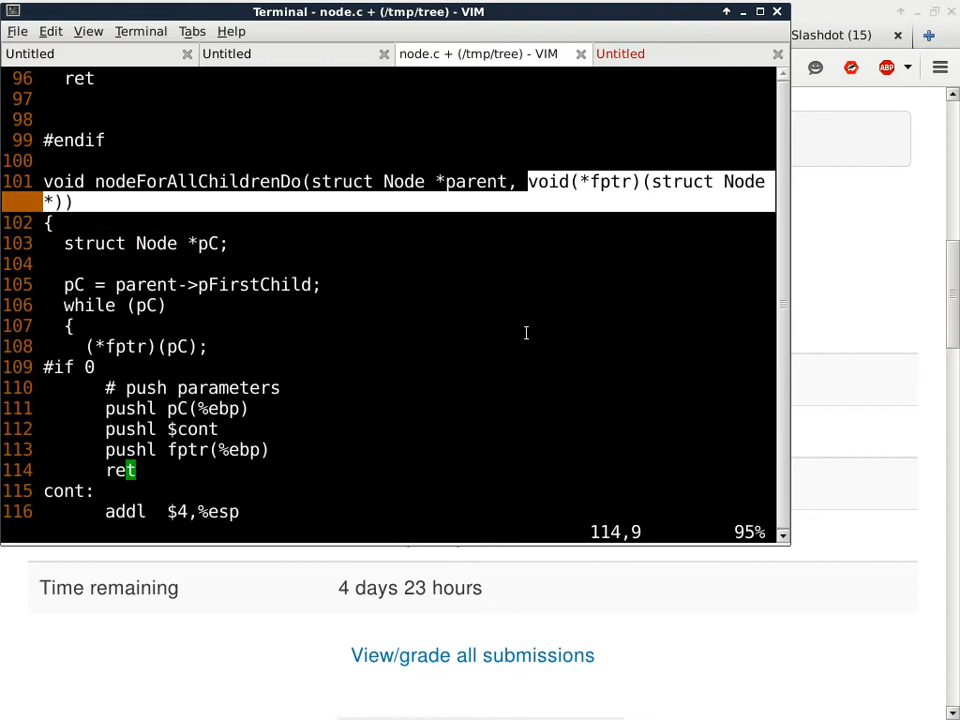 Terminal - node.c + (/tmp/tree) - VIM
File Edit View Terminal Tabs Help
Slashdot (15)
Untitled
Untitled
node.c + (/tmp/tree) - VIM
Untitled
ABP
96 ret
97
98
99 #endif
100
101 void nodeForAllChildrenDo(struct Node *parent, void(*fptr)(struct Node
*))
102 {
103 struct Node *pC;
104
105 pC = parent->pFirstChild;
106 while (pC)
107 {
108 (*fptr)(pC);
109 #if 0
110 # push parameters
111 pushl pC(%ebp)
112 pushl $cont
113 pushl fptr(%ebp)
114 ret
115 cont:
116 addl $4,%esp
114,9 95%
Time remaining 4 days 23 hours
View/grade all submissions